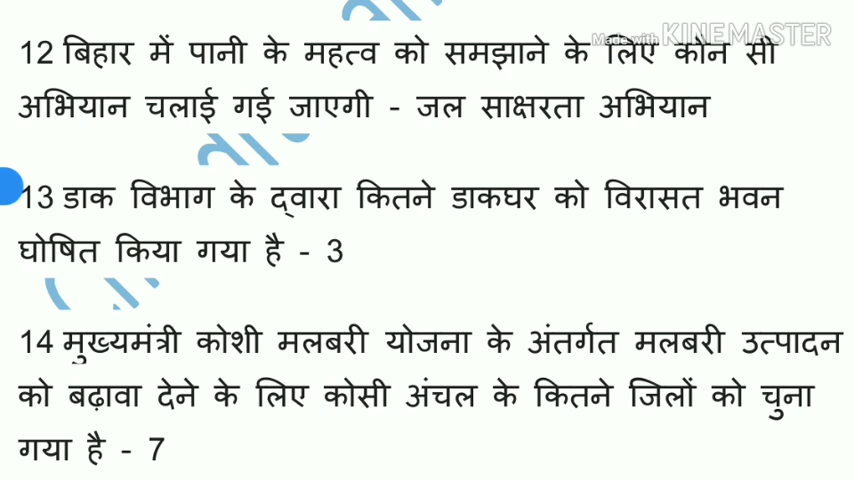 Made with KINEMASTER
12 बिहार में पानी के महत्व को समझाने के लिए कौन सी
अभियान चलाई गई जाएगी - जल साक्षरता अभियान
13 डाक विभाग के द्वारा कितने डाकघर को विरासत भवन
घोषित किया गया है - 3
14 मुख्यमंत्री कोशी मलबरी योजना के अंतर्गत मलबरी उत्पादन
को बढ़ावा देने के लिए कोसी अंचल के कितने जिलों को चुना
गया है - 7